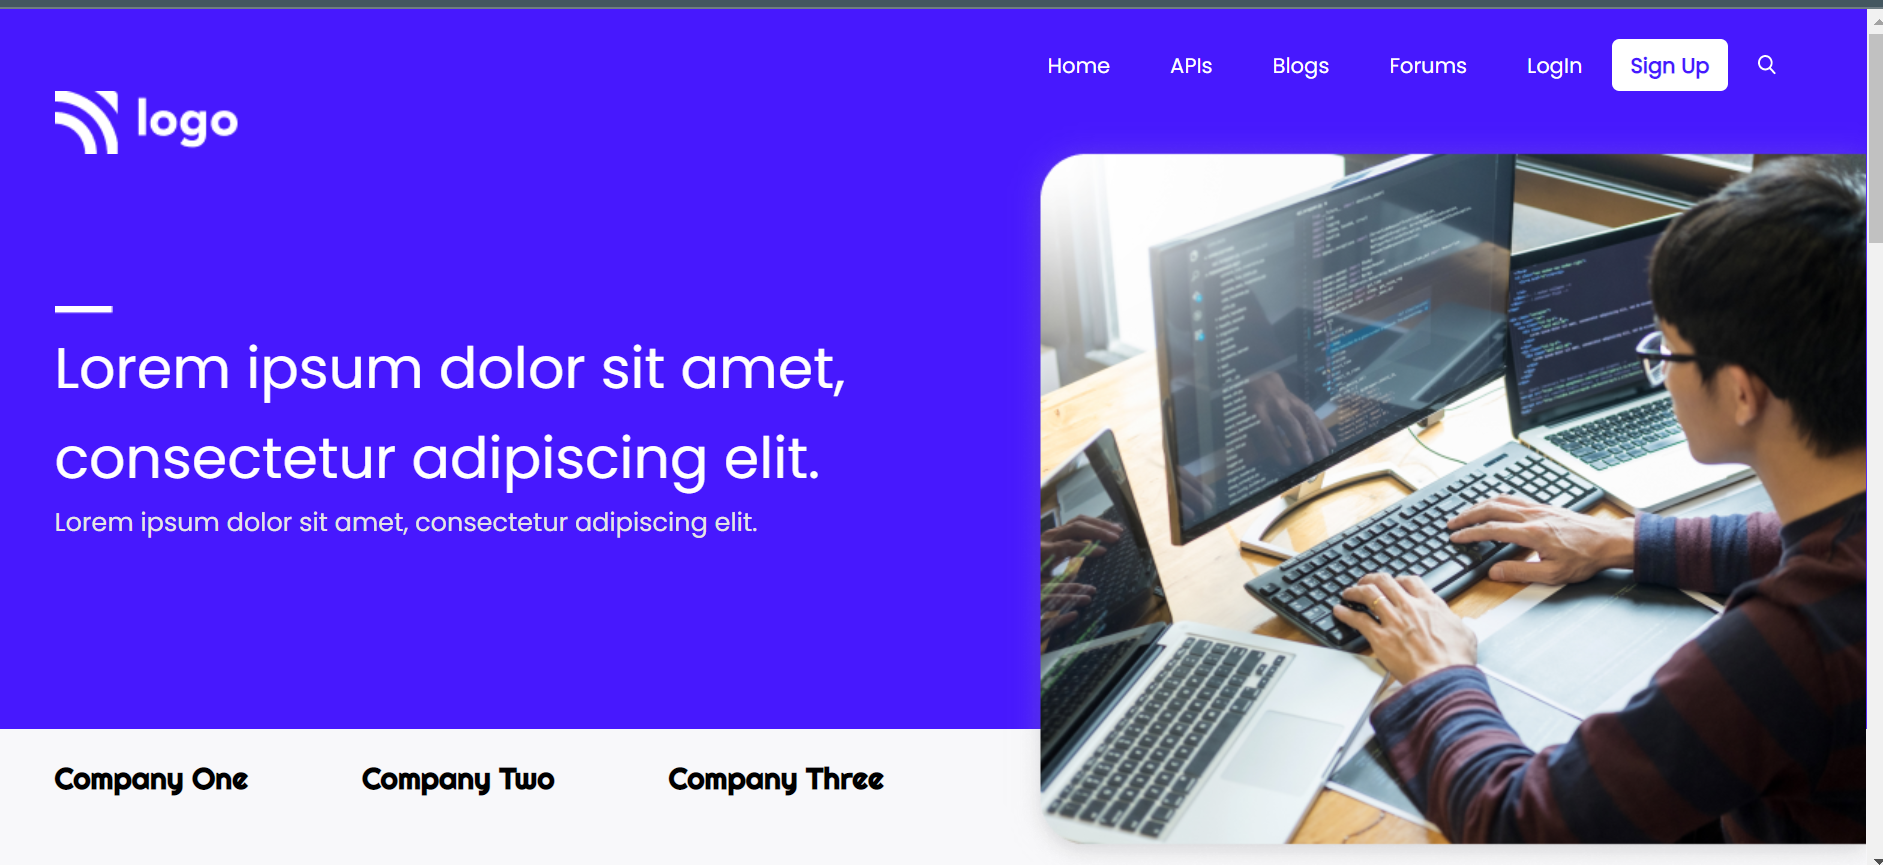 Home APIs Blogs Forums LogIn Sign Up
logo
Lorem ipsum dolor sit amet,
consectetur adipiscing elit.
Lorem ipsum dolor sit amet, consectetur adipiscing elit.
Company One Company Two Company Three